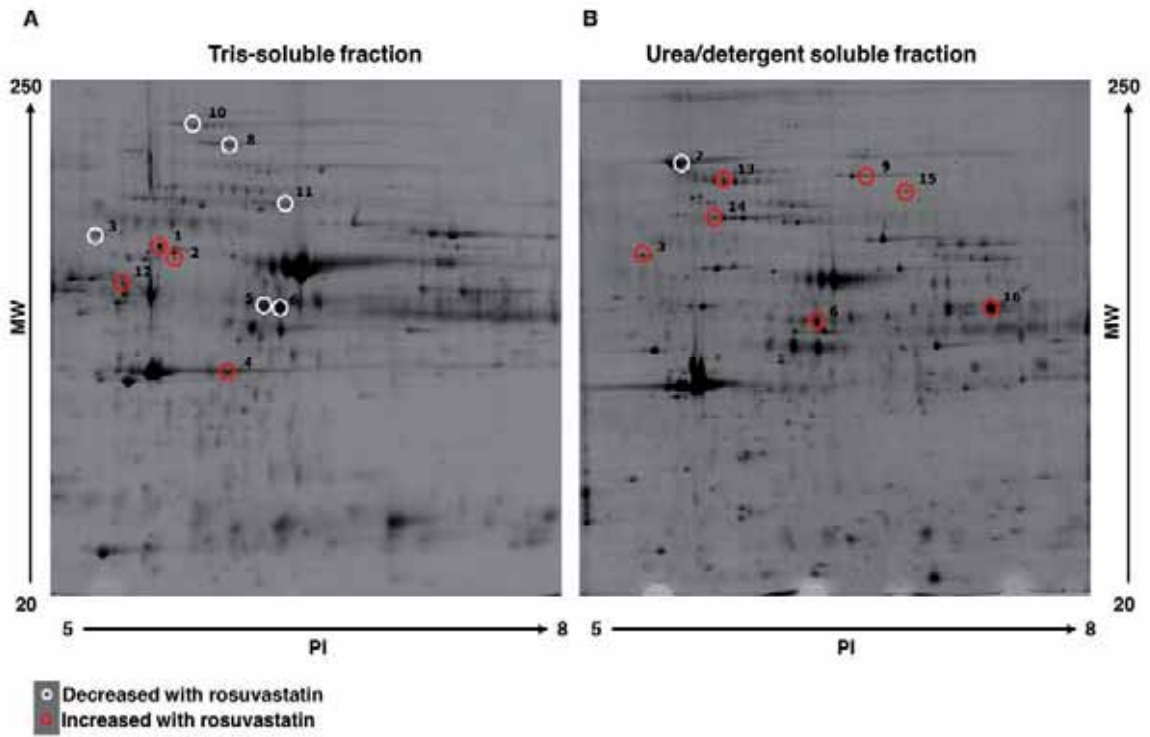 A
B
Tris-soluble fraction
Urea/detergent soluble fraction
250
250
10
8
11
3
1
2
12
5
4
7
13
9
15
14
3
6
16
MW
MW
20
20
5
8
5
8
PI
PI
Decreased with rosuvastatin
Increased with rosuvastatin